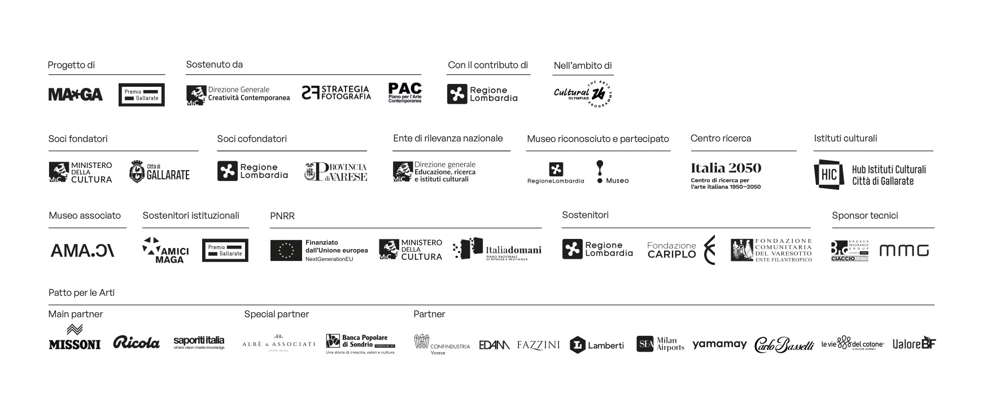 Progetto di
MA*GA
Premio
Gallarate
Sostenuto da
MiC
Direzione Generale
Creatività Contemporanea
SF STRATEGIA
FOTOGRAFIA
PAC
Piano per l'Arte
Contemporanea
Con il contributo di
Regione
Lombardia
Nell'ambito di
Cultural
OLYMPIAD
THE ARTS
PROGRAMME
Soci fondatori
MiC
MINISTERO
DELLA
CULTURA
Città di
GALLARATE
Soci cofondatori
Regione
Lombardia
PROVINCIA
di VARESE
Ente di rilevanza nazionale
MiC
Direzione generale
Educazione, ricerca
e istituti culturali
Museo riconosciuto e partecipato
RegioneLombardia
Museo
Centro ricerca
Italia 2050
Centro di ricerca per
l'arte italiana 1950–2050
Istituti culturali
HIC
Hub Istituti Culturali
Città di Gallarate
Museo associato
AMA.
Sostenitori istituzionali
AMICI
MAGA
Premio
Gallarate
PNRR
Finanziato
dall'Unione europea
NextGenerationEU
MiC
MINISTERO
DELLA
CULTURA
Italiadomani
PIANO NAZIONALE
DI RIPRESA E RESILIENZA
Sostenitori
Regione
Lombardia
Fondazione
CARIPLO
FONDAZIONE
COMUNITARIA
DEL VARESOTTO
ENTE FILANTROPICO
Sponsor tecnici
BROKER
INSURANCE
GROUP
CIACCIO
mmg
Patto per le Arti
Main partner
MISSONI
Ricola
saporiti italia
where vision meets knowledge
Special partner
ALBÈ & ASSOCIATI
STUDIO LEGALE
Banca Popolare
di Sondrio FONDATA NEL 1871
Una storia di crescita, valori e cultura
Partner
CONFINDUSTRIA
Varese
EDAM
FAZZINI
L Lamberti
SEA Milan
Airports
yamamay
Carlo Bassetti
le vie del cotone
A COLOUR JOURNEY
ValoreBF